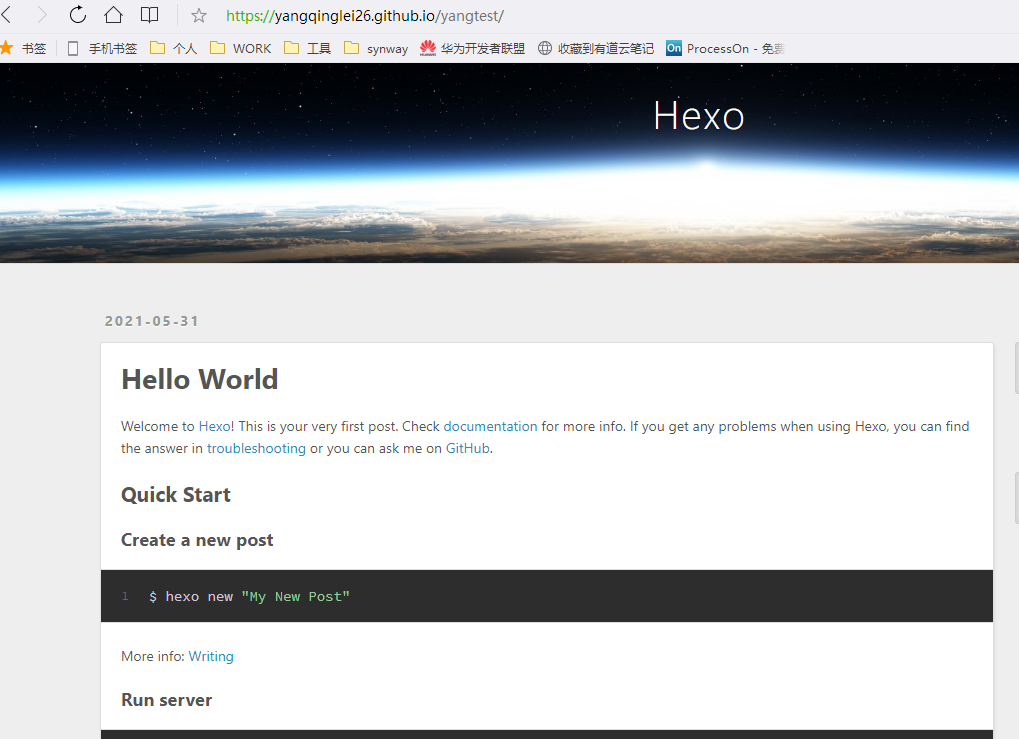 https://yangqinglei26.github.io/yangtest/
书签 手机书签 个人 WORK 工具 synway 华为开发者联盟 收藏到有道云笔记 On ProcessOn - 免费
Hexo
2021-05-31
Hello World
Welcome to Hexo! This is your very first post. Check documentation for more info. If you get any problems when using Hexo, you can find
the answer in troubleshooting or you can ask me on GitHub.
Quick Start
Create a new post
1 $ hexo new "My New Post"
More info: Writing
Run server